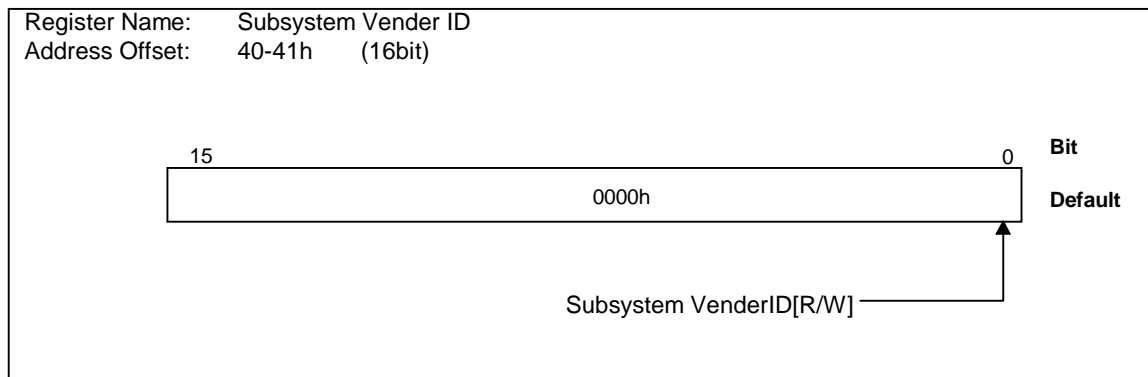 Register Name: Subsystem Vender ID
Address Offset: 40-41h (16bit)
15 0 Bit
0000h Default
Subsystem VenderID[R/W]